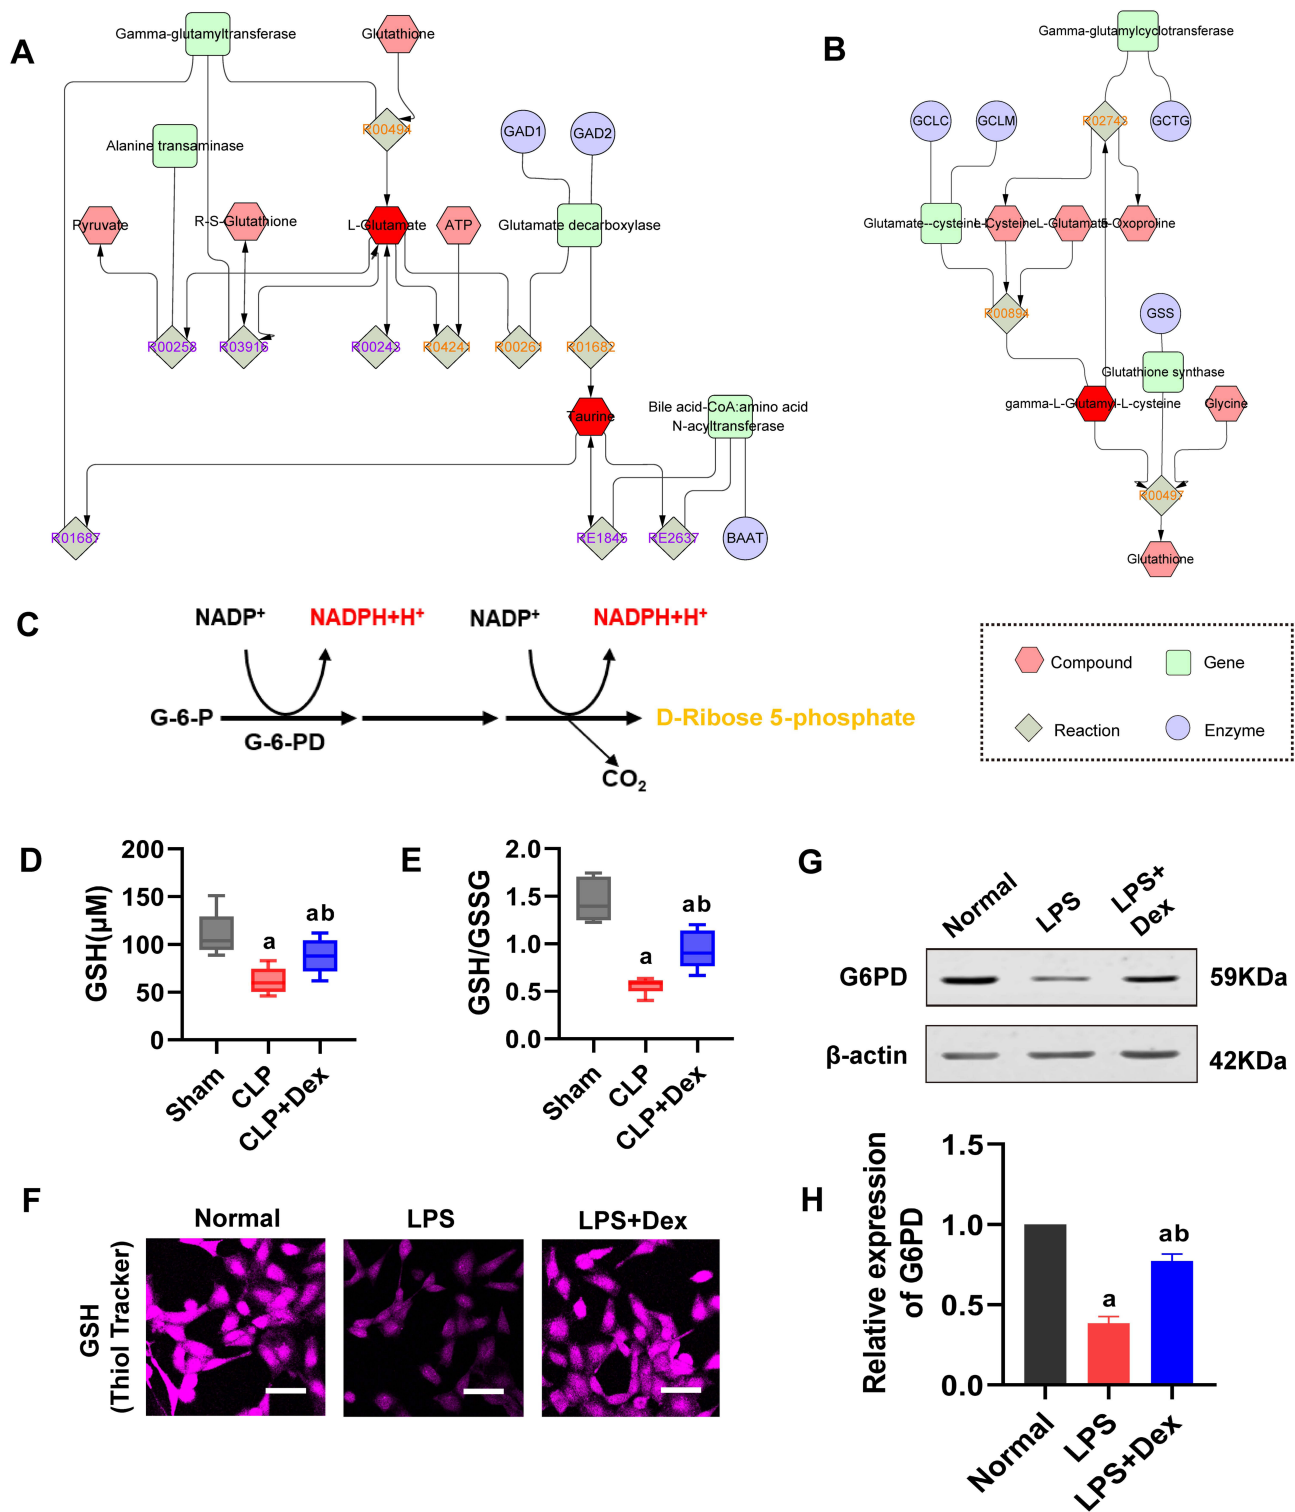 A
Gamma-glutamyltransferase
Glutathione
R00494
Alanine transaminase
GAD1
GAD2
Pyruvate
R-S-Glutathione
L-Glutamate
ATP
Glutamate decarboxylase
R00258
R03916
R00243
R04241
R00261
R01682
Taurine
Bile acid-CoA:amino acid
N-acyltransferase
R01687
RE1845
RE2637
BAAT
B
Gamma-glutamylcyclotransferase
GCLC
GCLM
R02743
GCTG
Glutamate--cysteine
L-Cysteine
L-Glutamate
5-Oxoproline
R00894
GSS
Glutathione synthase
gamma-L-Glutamyl-L-cysteine
Glycine
R00497
Glutathione
C
NADP+
NADPH+H+
NADP+
NADPH+H+
G-6-P
G-6-PD
D-Ribose 5-phosphate
CO2
Compound
Gene
Reaction
Enzyme
D
GSH(μM)
200
150
100
50
0
a
ab
Sham
CLP
CLP+Dex
E
GSH/GSSG
2.0
1.5
1.0
0.5
0.0
a
ab
Sham
CLP
CLP+Dex
G
Normal
LPS
LPS+
Dex
G6PD
59KDa
β-actin
42KDa
F
Normal
LPS
LPS+Dex
GSH
(Thiol Tracker)
H
Relative expression
of G6PD
1.5
1.0
0.5
0.0
a
ab
Normal
LPS
LPS+Dex